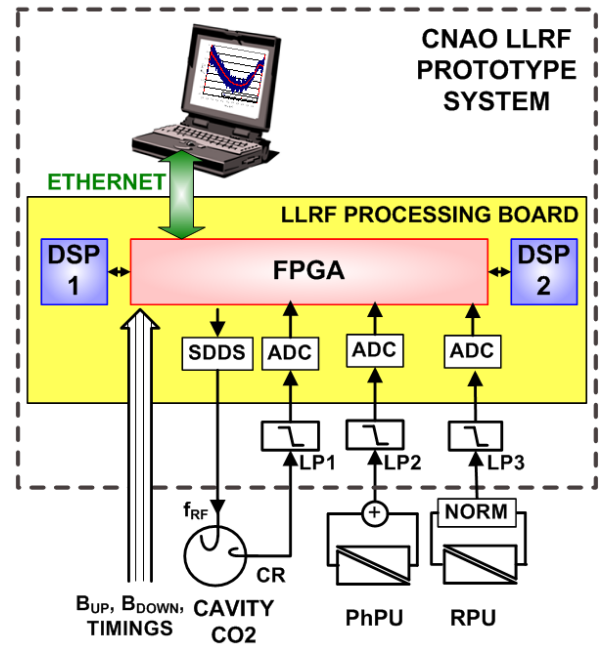 CNAO LLRF
PROTOTYPE
SYSTEM
ETHERNET
LLRF PROCESSING BOARD
DSP
1
FPGA
DSP
2
SDDS
ADC
ADC
ADC
LP1
LP2
LP3
fRF
+
NORM
CR
BUP, BDOWN,
TIMINGS
CAVITY
CO2
PhPU
RPU